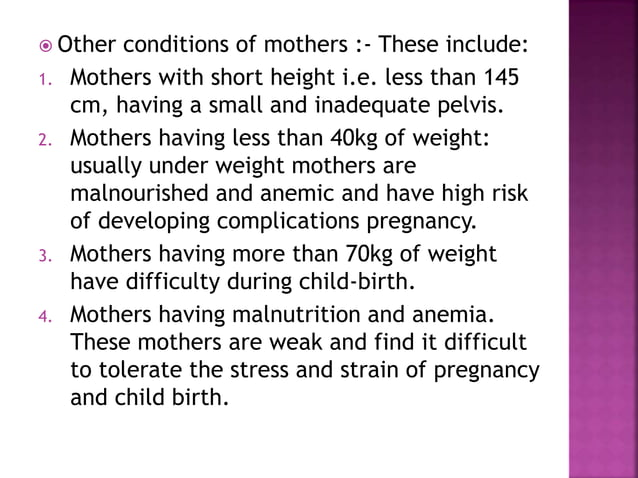 Other conditions of mothers :- These include:
1. Mothers with short height i.e. less than 145
cm, having a small and inadequate pelvis.
2. Mothers having less than 40kg of weight:
usually under weight mothers are
malnourished and anemic and have high risk
of developing complications pregnancy.
3. Mothers having more than 70kg of weight
have difficulty during child-birth.
4. Mothers having malnutrition and anemia.
These mothers are weak and find it difficult
to tolerate the stress and strain of pregnancy
and child birth.